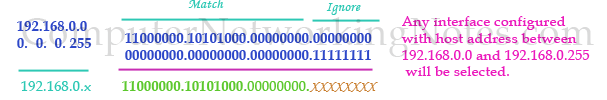 Match
Ignore
192.168.0.0
0. 0. 0. 255
11000000.10101000.00000000.00000000
00000000.00000000.00000000.11111111
Any interface configured
with host address between
192.168.0.0 and 192.168.0.255
will be selected.
192.168.0.x
11000000.10101000.00000000.xxxxxxxx
ComputerNetworkingNotes.com